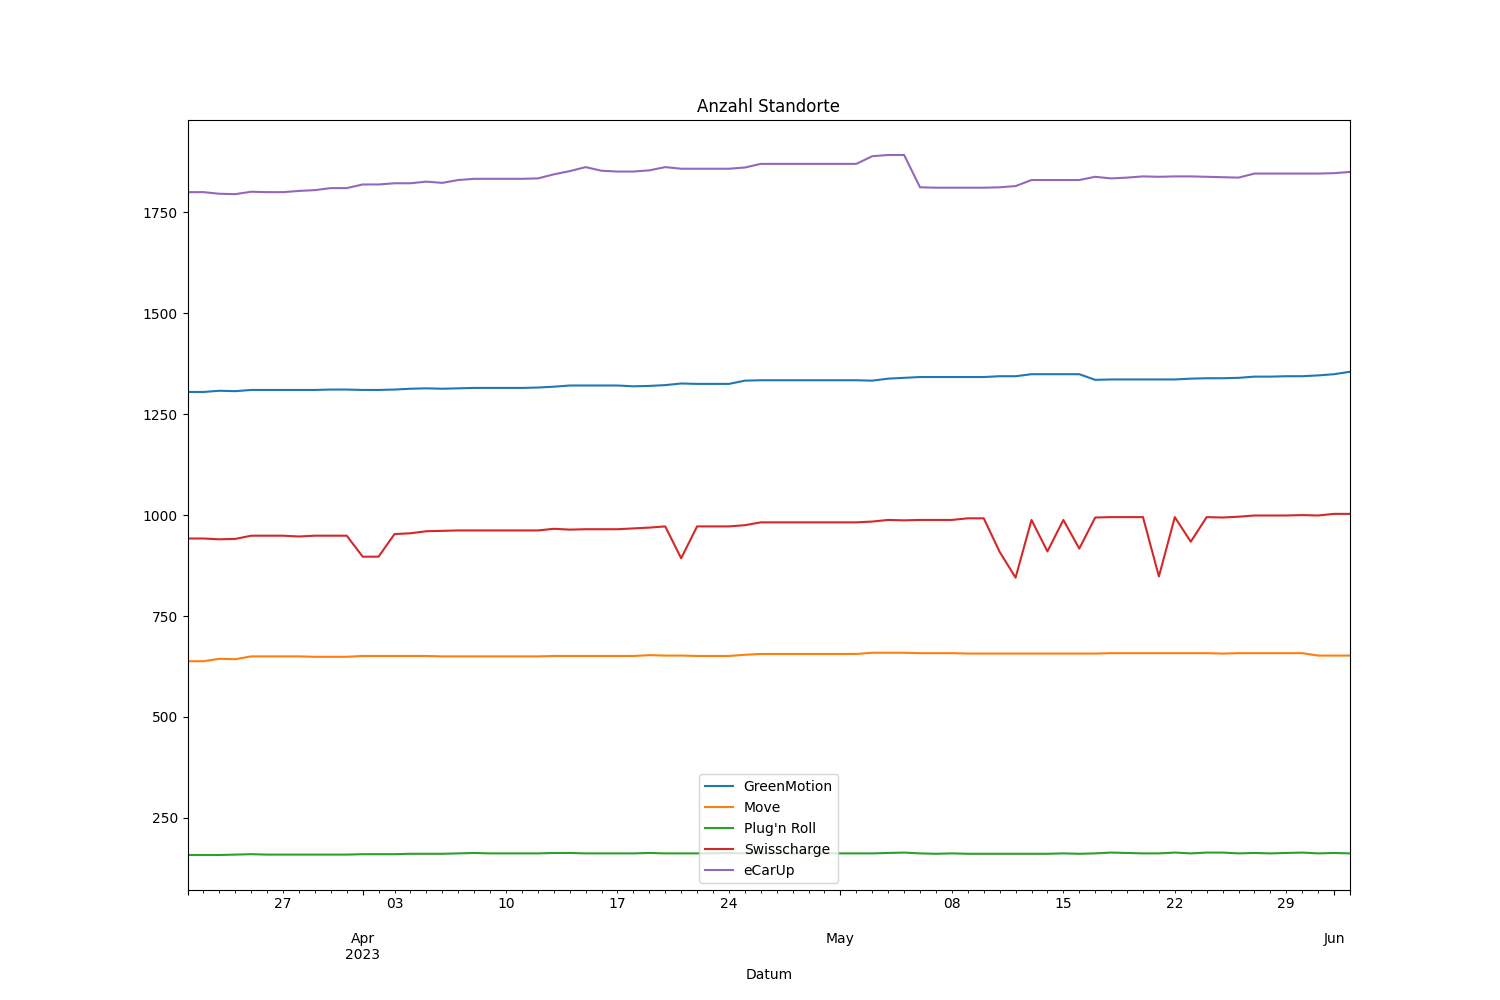 Anzahl Standorte
1750
1500
1250
1000
750
500
250
GreenMotion
Move
Plug'n Roll
Swisscharge
eCarUp
27 03 10 17 24 08 15 22 29
Apr May Jun
2023
Datum